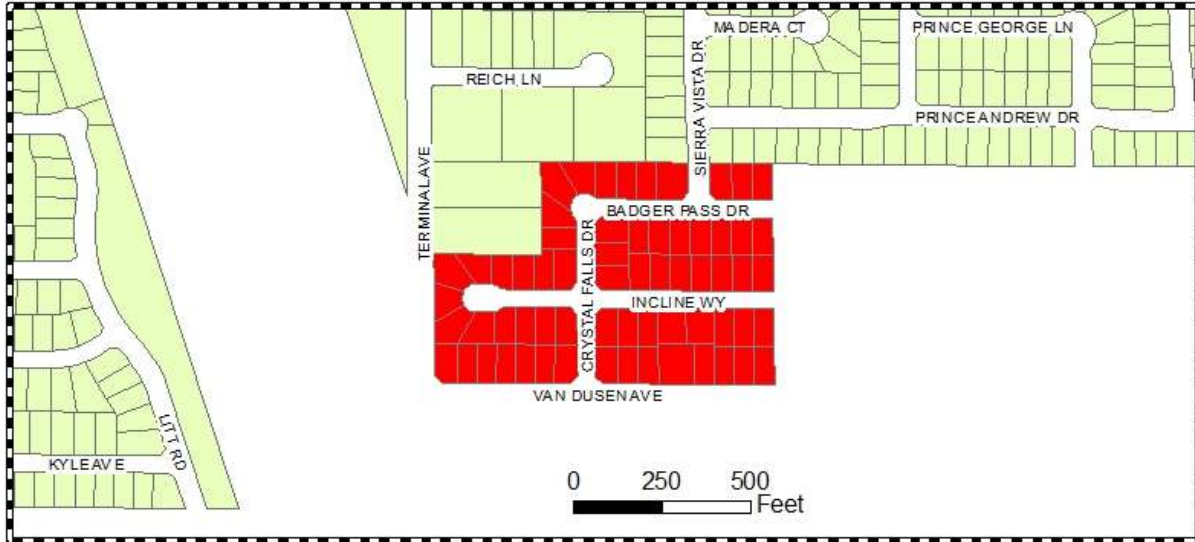 MADERA CT
PRINCE GEORGE LN
REICH LN
SIERRA VISTA DR
PRINCE ANDREW DR
TERMINAL AVE
BADGER PASS DR
CRYSTAL FALLS DR
INCLINE WY
VAN DUSEN AVE
LITT RD
KYLE AVE
0 250 500
Feet